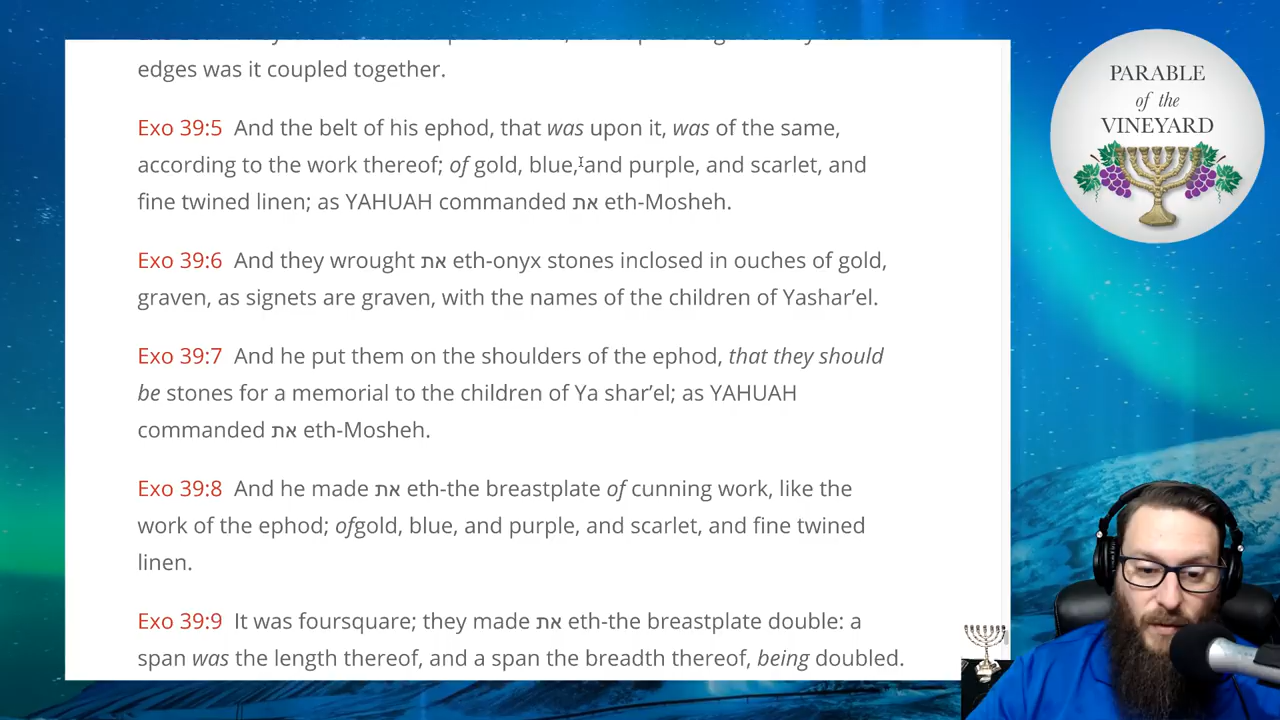 edges was it coupled together.
Exo 39:5 And the belt of his ephod, that was upon it, was of the same,
according to the work thereof; of gold, blue, and purple, and scarlet, and
fine twined linen; as YAHUAH commanded את eth-Mosheh.
Exo 39:6 And they wrought את eth-onyx stones inclosed in ouches of gold,
graven, as signets are graven, with the names of the children of Yashar’el.
Exo 39:7 And he put them on the shoulders of the ephod, that they should
be stones for a memorial to the children of Ya shar’el; as YAHUAH
commanded את eth-Mosheh.
Exo 39:8 And he made את eth-the breastplate of cunning work, like the
work of the ephod; ofgold, blue, and purple, and scarlet, and fine twined
linen.
Exo 39:9 It was foursquare; they made את eth-the breastplate double: a
span was the length thereof, and a span the breadth thereof, being doubled.
PARABLE
of the
VINEYARD